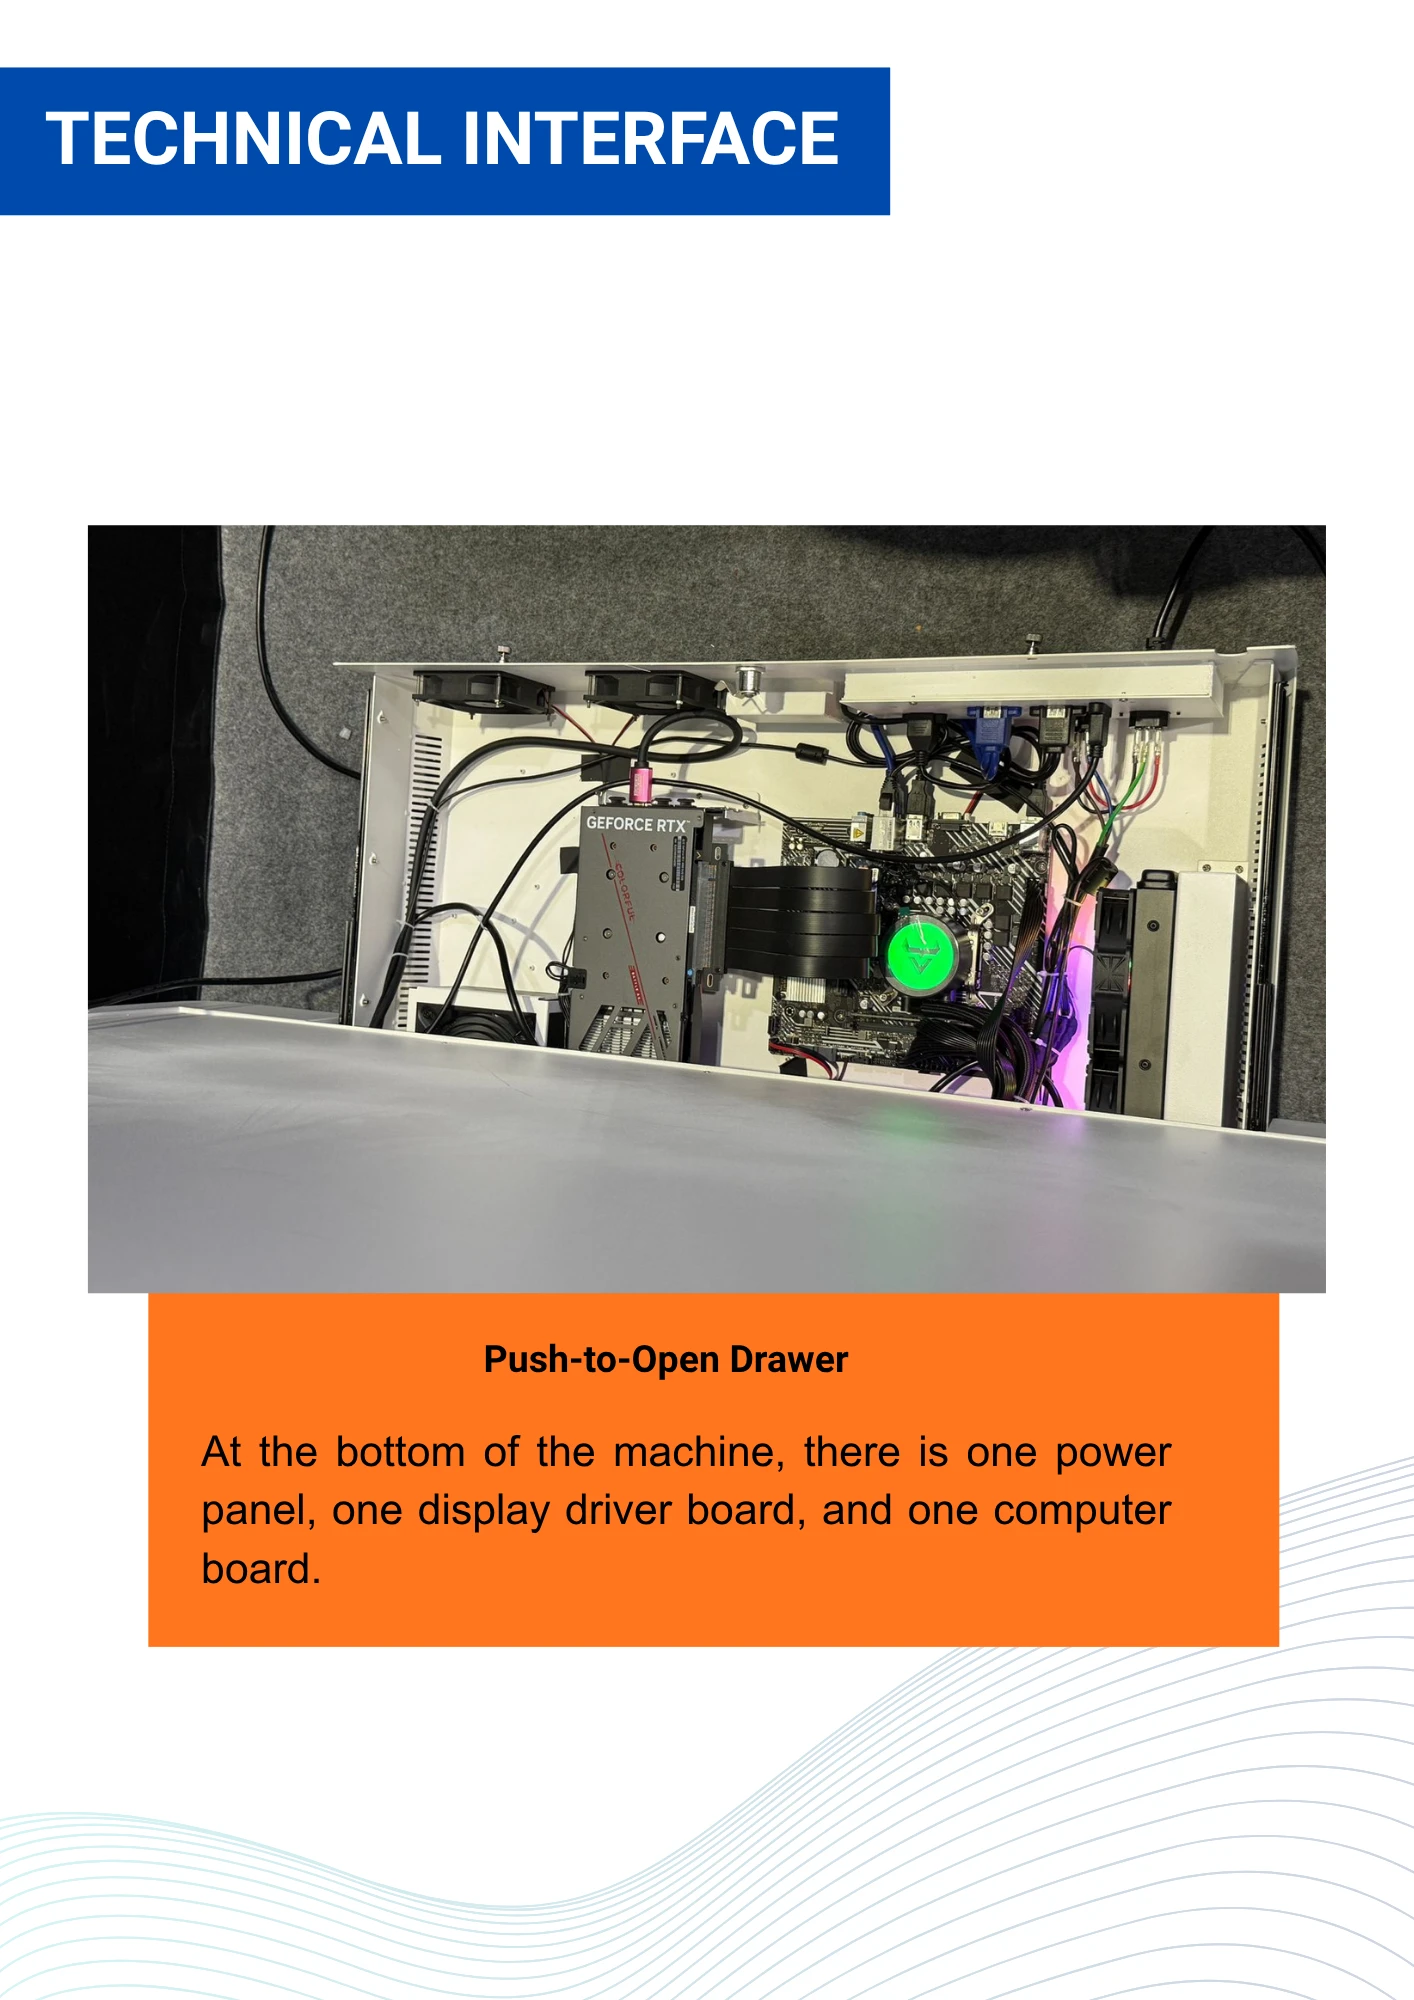 TECHNICAL INTERFACE
GEFORCE RTX
COLORFUL
Push-to-Open Drawer
At the bottom of the machine, there is one power
panel, one display driver board, and one computer
board.